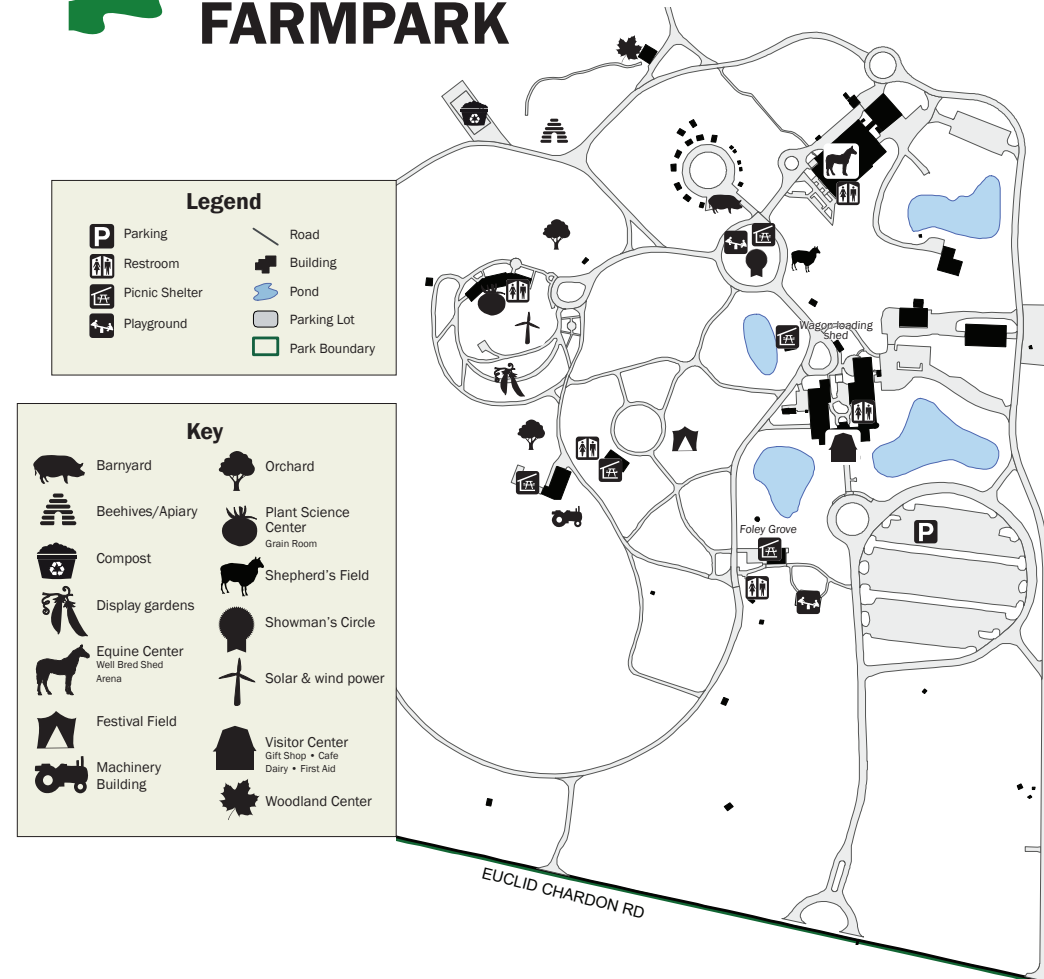 FARMPARK
Legend
P Parking
Restroom
Picnic Shelter
Playground
Road
Building
Pond
Parking Lot
Park Boundary
Key
Barnyard
Beehives/Apiary
Compost
Display gardens
Equine Center
Well Bred Shed
Arena
Festival Field
Machinery
Building
Orchard
Plant Science
Center
Grain Room
Shepherd's Field
Showman's Circle
Solar & wind power
Visitor Center
Gift Shop • Cafe
Dairy • First Aid
Woodland Center
Wagon loading
shed
Foley Grove
P
EUCLID CHARDON RD